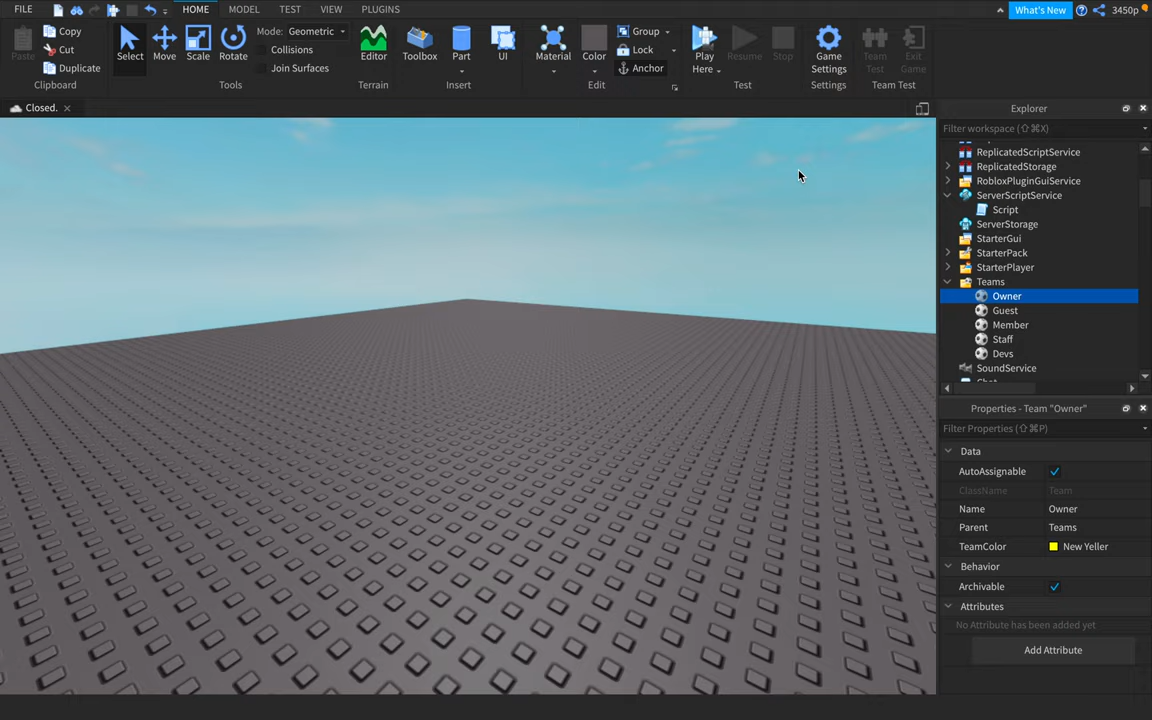 FILE HOME MODEL TEST VIEW PLUGINS What's New 3450p
Paste Copy Cut Duplicate Clipboard
Select Move Scale Rotate Mode: Geometric Collisions Join Surfaces Tools
Editor Terrain
Toolbox Part UI Insert
Material Color Group Lock Anchor Edit
Play Here Resume Stop Test
Game Settings Settings
Team Test Exit Game Team Test
Closed.
Explorer
Filter workspace (⇧⌘X)
ReplicatedScriptService
ReplicatedStorage
RobloxPluginGuiService
ServerScriptService
Script
ServerStorage
StarterGui
StarterPack
StarterPlayer
Teams
Owner
Guest
Member
Staff
Devs
SoundService
Chat
Properties - Team "Owner"
Filter Properties (⇧⌘P)
Data
AutoAssignable
ClassName Team
Name Owner
Parent Teams
TeamColor New Yeller
Behavior
Archivable
Attributes
No Attribute has been added yet
Add Attribute